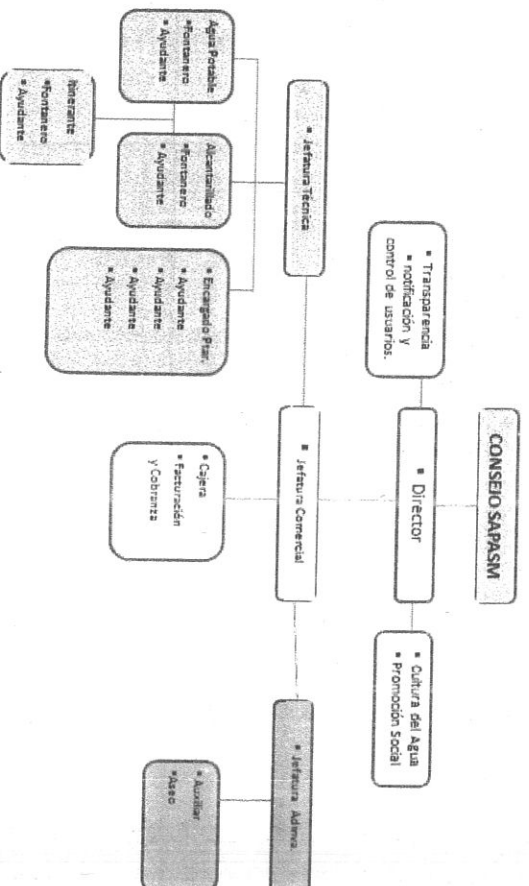 CONSEJO SAPASM
▪ Director
▪ Transparencia
▪ notificación y
control de usuarios.
▪ Cultura del Agua
▪ Promoción Social
▪ Jefatura Técnica
▪ Jefatura Comercial
▪ Jefatura Admva.
Agua Potable
▪Fontanero
▪ Ayudante
Alcantarillado
▪Fontanero
▪ Ayudante
▪ Encargado Ptar.
▪ Ayudante
▪ Ayudante
▪ Ayudante
▪ Ayudante
Itinerante
▪Fontanero
▪ Ayudante
▪ Cajera
▪ Facturación
y Cobranza
▪ Auxiliar
▪Aseo